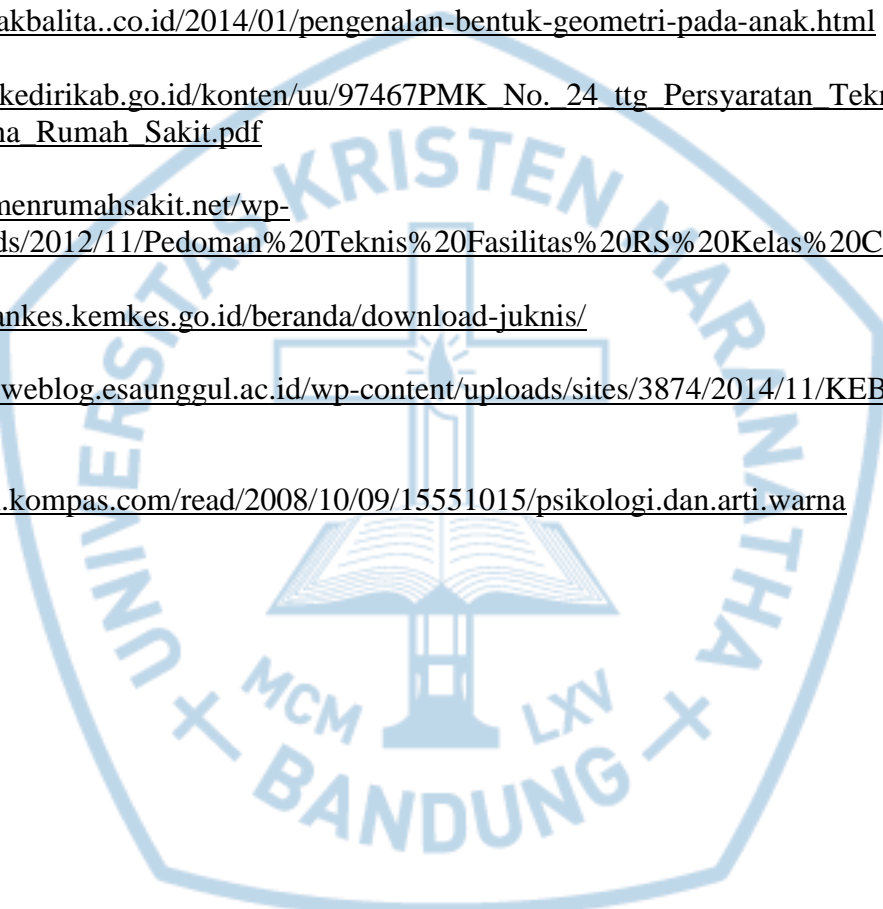 akbalita..co.id/2014/01/pengenalan-bentuk-geometri-pada-anak.html
kedirikab.go.id/konten/uu/97467PMK_No._24_ttg_Persyaratan_Tekn
na_Rumah_Sakit.pdf
menrumahsakit.net/wp-
ds/2012/11/Pedoman%20Teknis%20Fasilitas%20RS%20Kelas%20C
ankes.kemkes.go.id/beranda/download-juknis/
weblog.esaunggul.ac.id/wp-content/uploads/sites/3874/2014/11/KEB
.kompas.com/read/2008/10/09/15551015/psikologi.dan.arti.warna
UNIVERSITAS KRISTEN MARANATHA
MCM LXV
BANDUNG